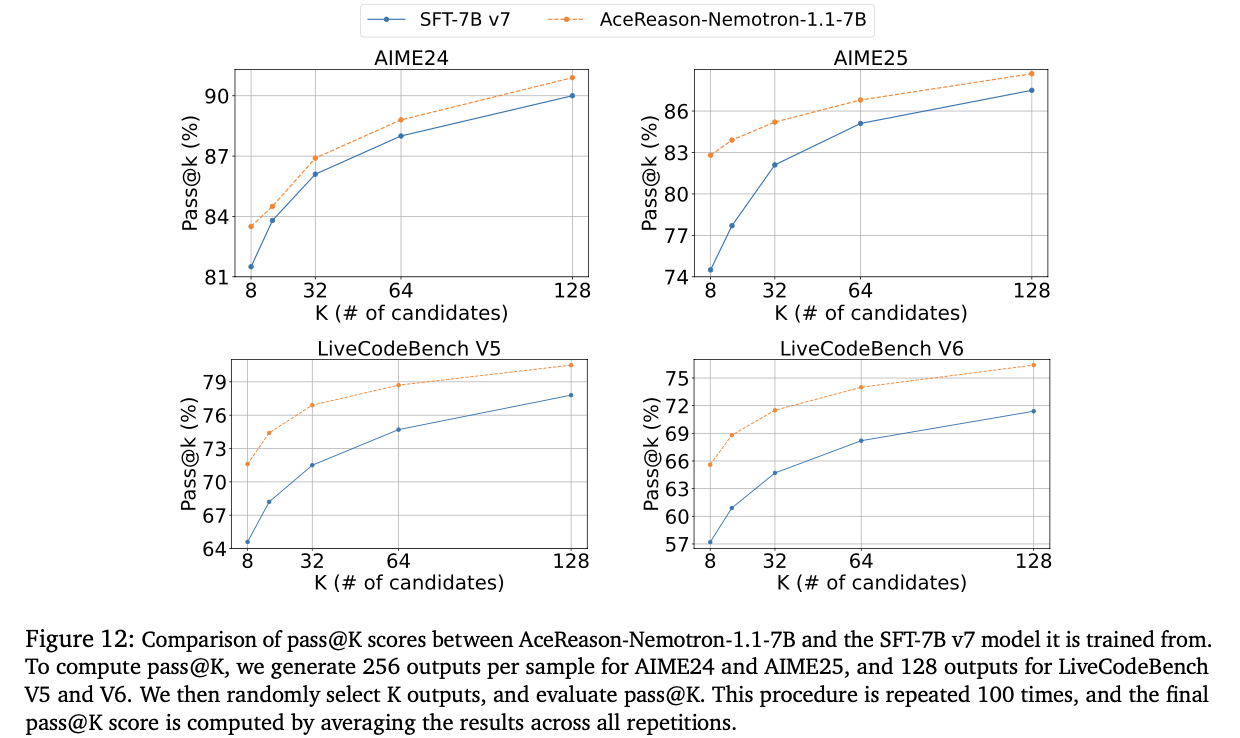 SFT-7B v7 AceReason-Nemotron-1.1-7B
AIME24
Pass@k (%)
90
87
84
81
8 32 64 128
K (# of candidates)
AIME25
Pass@k (%)
86
83
80
77
74
8 32 64 128
K (# of candidates)
LiveCodeBench V5
Pass@k (%)
79
76
73
70
67
64
8 32 64 128
K (# of candidates)
LiveCodeBench V6
Pass@k (%)
75
72
69
66
63
60
57
8 32 64 128
K (# of candidates)
Figure 12: Comparison of pass@K scores between AceReason-Nemotron-1.1-7B and the SFT-7B v7 model it is trained from.
To compute pass@K, we generate 256 outputs per sample for AIME24 and AIME25, and 128 outputs for LiveCodeBench
V5 and V6. We then randomly select K outputs, and evaluate pass@K. This procedure is repeated 100 times, and the final
pass@K score is computed by averaging the results across all repetitions.